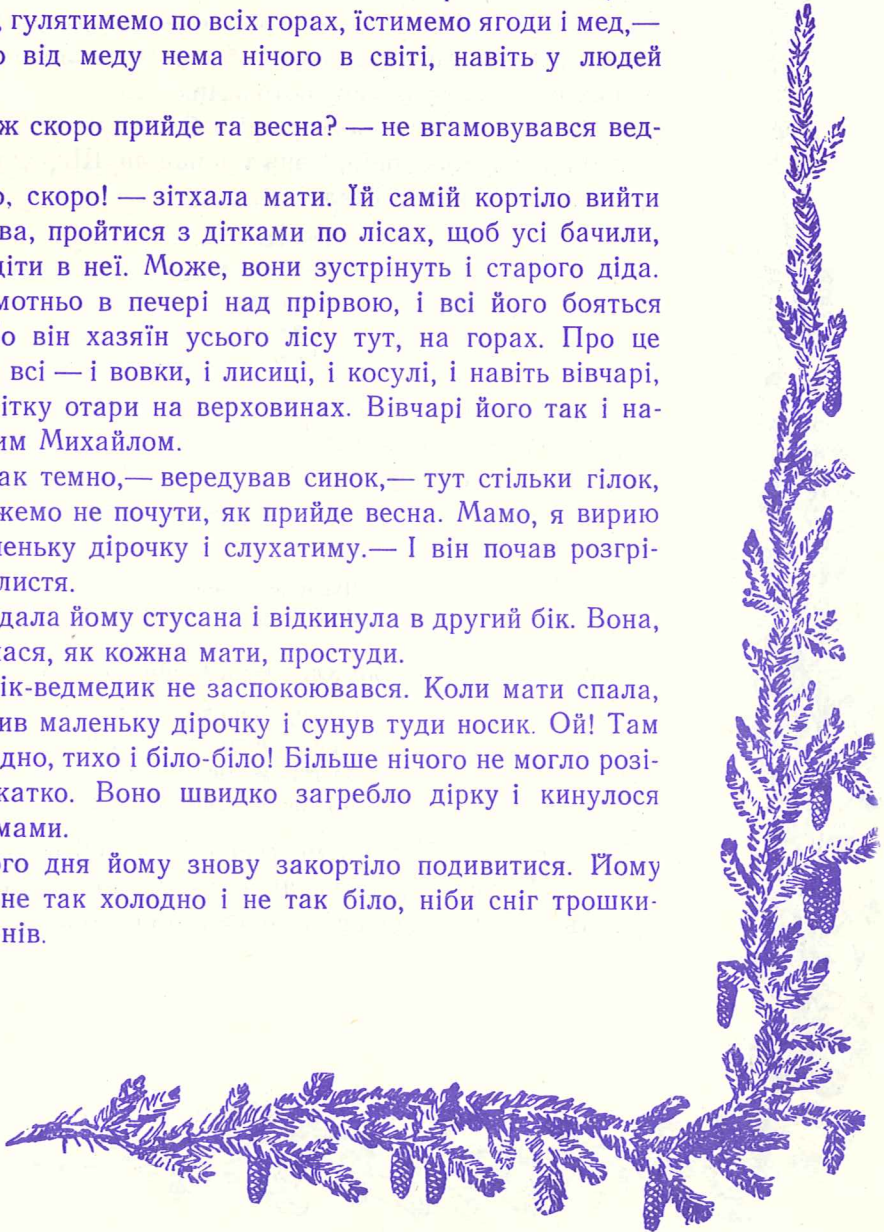 , гулятимемо по всіх горах, їстимемо ягоди і мед,—
о від меду нема нічого в світі, навіть у людей
ж скоро прийде та весна? — не вгамовувався вед-
о, скоро! — зітхала мати. Їй самій кортіло вийти
ва, пройтися з дітками по лісах, щоб усі бачили,
діти в неї. Може, вони зустрінуть і старого діда.
мотньо в печері над прірвою, і всі його бояться
о він хазяїн усього лісу тут, на горах. Про це
всі — і вовки, і лисиці, і косулі, і навіть вівчарі,
ітку отари на верховинах. Вівчарі його так і на-
им Михайлом.
ак темно,— вередував синок,— тут стільки гілок,
жемо не почути, як прийде весна. Мамо, я вирию
леньку дірочку і слухатиму.— І він почав розгрі-
листя.
дала йому стусана і відкинула в другий бік. Вона,
лася, як кожна мати, простуди.
ік-ведмедик не заспокоювався. Коли мати спала,
ив маленьку дірочку і сунув туди носик. Ой! Там
дно, тихо і біло-біло! Більше нічого не могло розі-
катко. Воно швидко загребло дірку і кинулося
мами.
ого дня йому знову закортіло подивитися. Йому
не так холодно і не так біло, ніби сніг трошки-
нів.